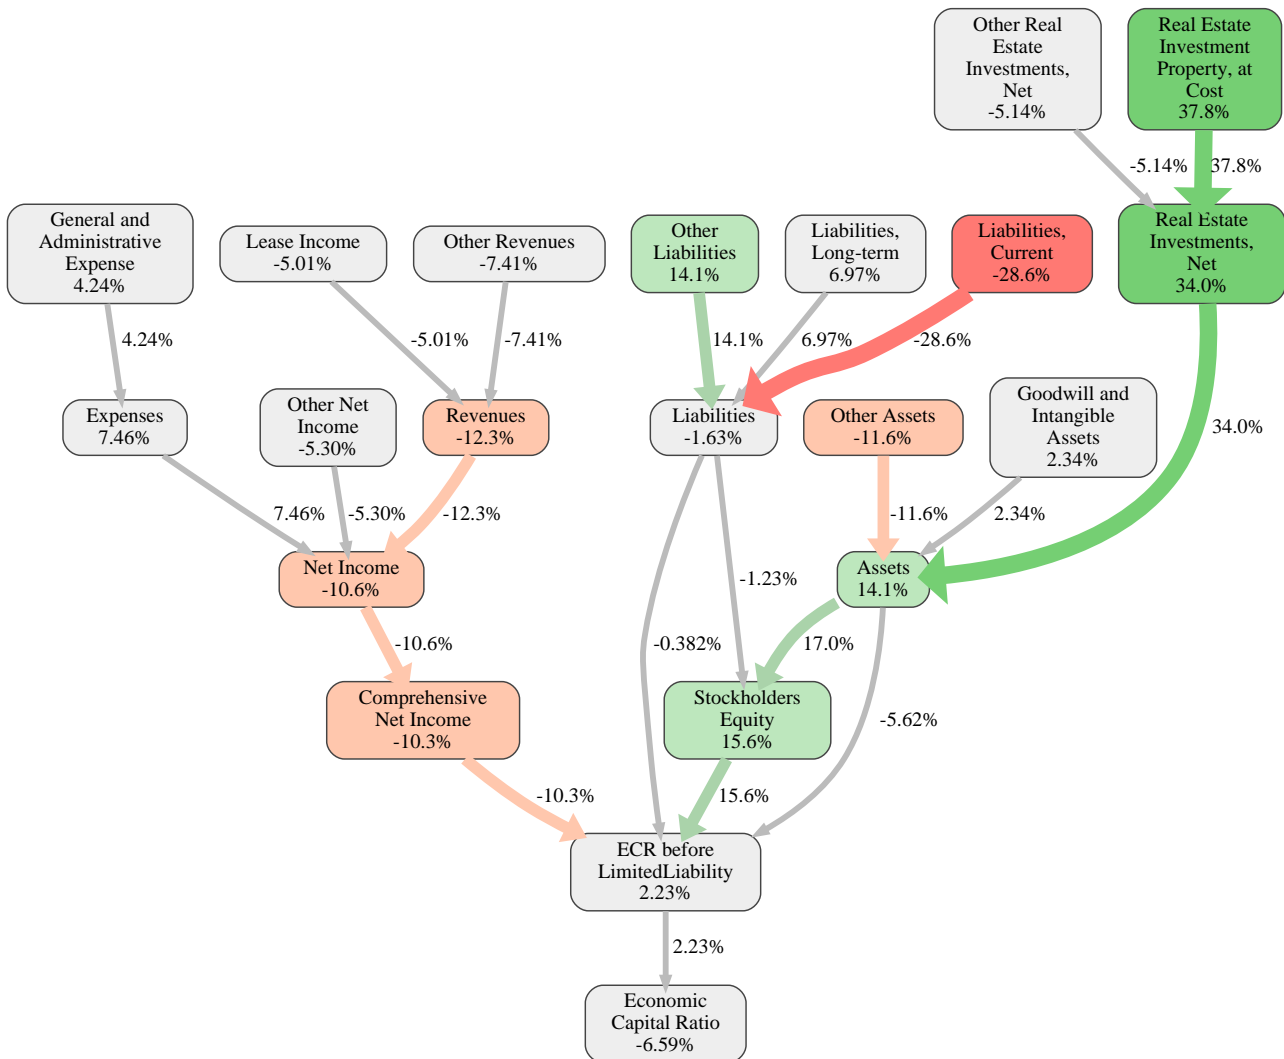 Other Real
Estate
Investments,
Net
-5.14%
Real Estate
Investment
Property, at
Cost
37.8%
-5.14%
37.8%
General and
Administrative
Expense
4.24%
Lease Income
-5.01%
Other Revenues
-7.41%
Other
Liabilities
14.1%
Liabilities,
Long-term
6.97%
Liabilities,
Current
-28.6%
Real Estate
Investments,
Net
34.0%
4.24%
-5.01%
-7.41%
14.1%
6.97%
-28.6%
34.0%
Expenses
7.46%
Other Net
Income
-5.30%
Revenues
-12.3%
Liabilities
-1.63%
Other Assets
-11.6%
Goodwill and
Intangible
Assets
2.34%
7.46%
-5.30%
-12.3%
-11.6%
2.34%
Net Income
-10.6%
Assets
14.1%
-1.23%
-10.6%
-0.382%
17.0%
-5.62%
Comprehensive
Net Income
-10.3%
Stockholders
Equity
15.6%
-10.3%
15.6%
ECR before
LimitedLiability
2.23%
2.23%
Economic
Capital Ratio
-6.59%